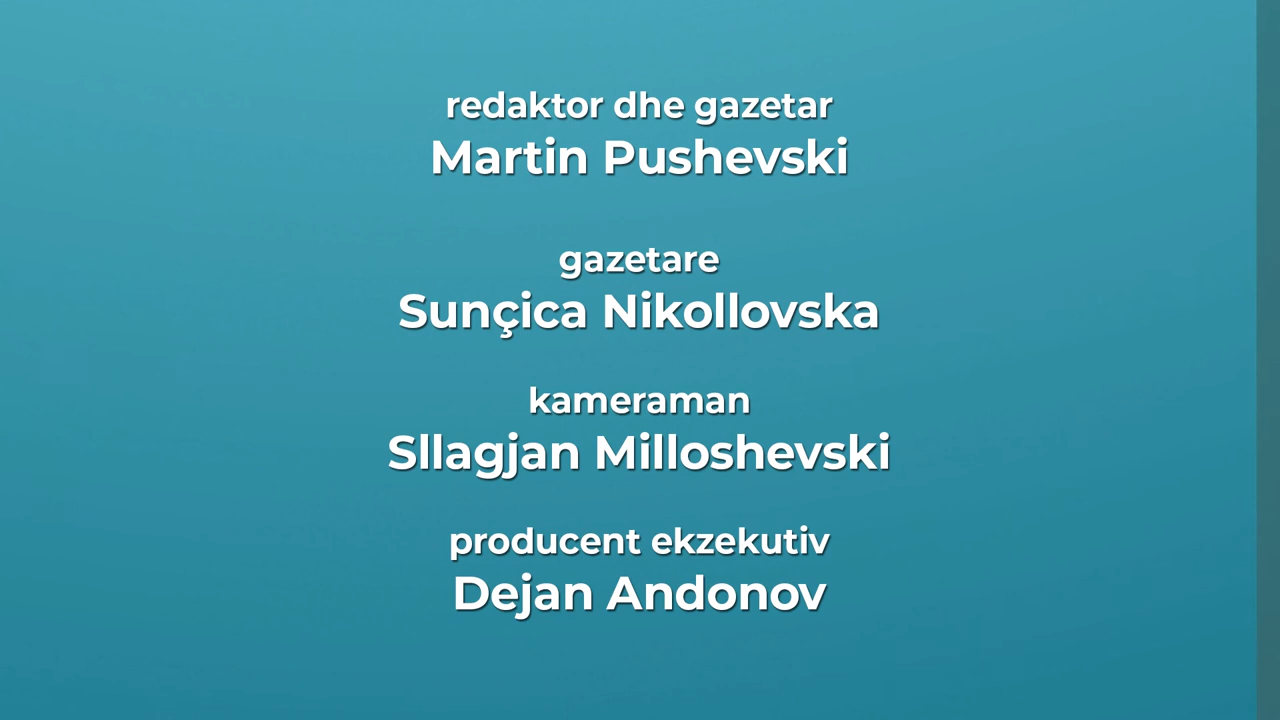 redaktor dhe gazetar
Martin Pushevski
gazetare
Sunçica Nikollovska
kameraman
Sllagjan Milloshevski
producent ekzekutiv
Dejan Andonov